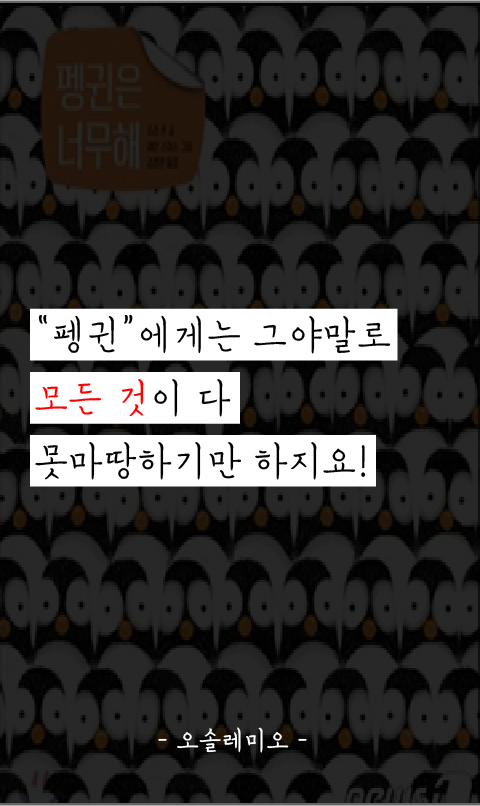 펭귄은
너무해
"펭귄"에게는 그야말로
모든 것이 다
못마땅하기만 하지요!
- 오솔레미오 -